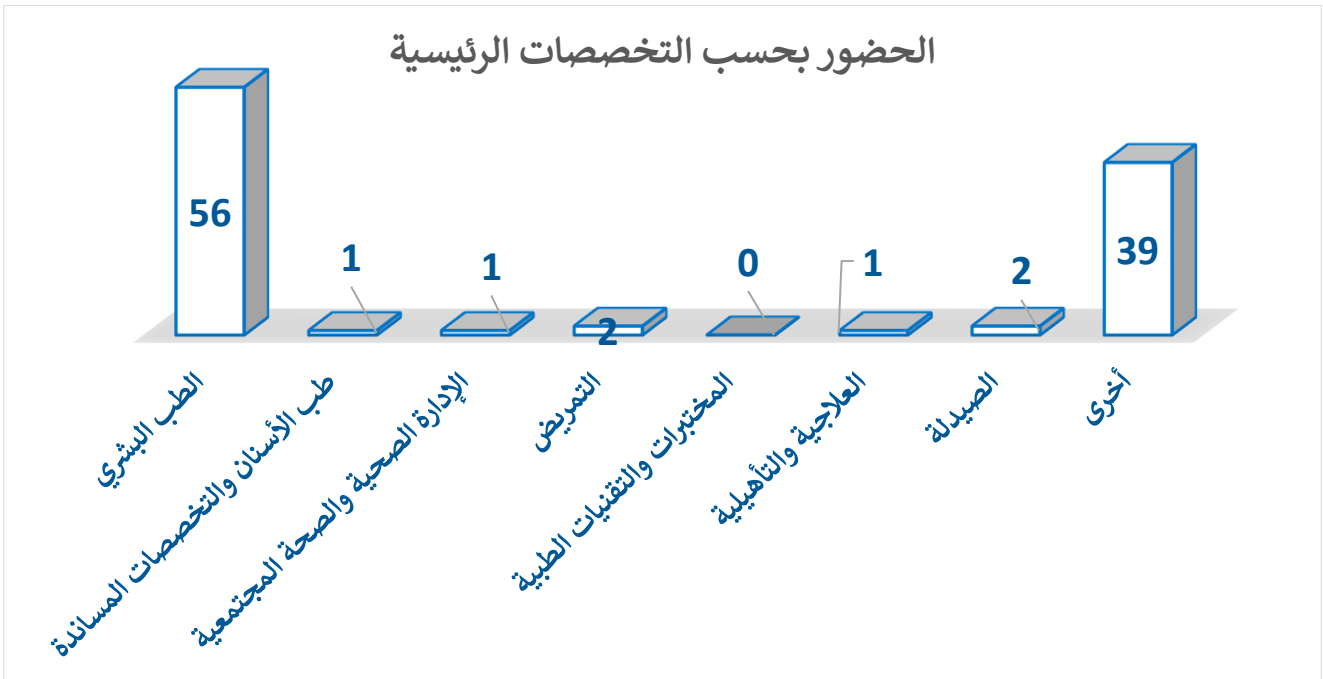 الحضور بحسب التخصصات الرئيسية
56
1
1
2
0
1
2
39
الطب البشري
طب الأسنان والتخصصات المساندة
الإدارة الصحية والصحة المجتمعية
التمريض
المختبرات والتقنيات الطبية
العلاجية والتأهيلية
الصيدلة
أخرى